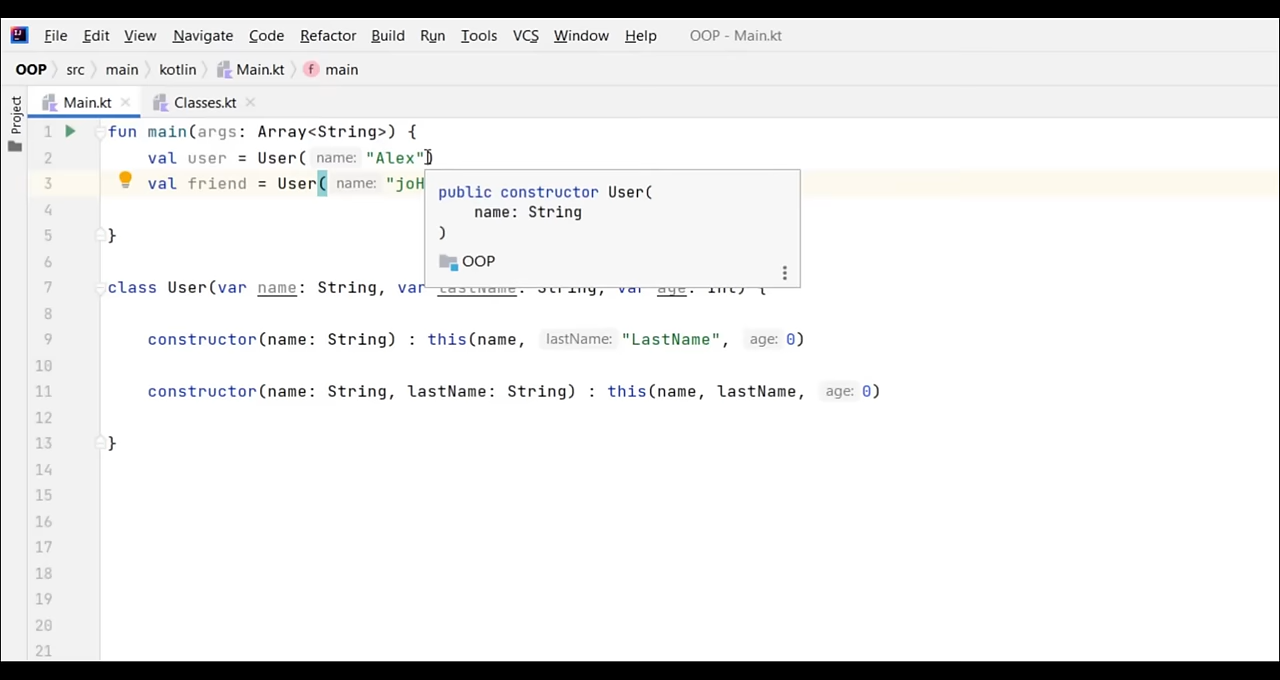 File Edit View Navigate Code Refactor Build Run Tools VCS Window Help OOP - Main.kt
OOP src main kotlin Main.kt f main
Main.kt Classes.kt
Project
1 fun main(args: Array<String>) {
2 val user = User( name: "Alex")
3 val friend = User( name: "joH
public constructor User(
name: String
)
OOP
4
5 }
6
7 class User(var name: String, var lastName: String, var age: Int) {
8
9 constructor(name: String) : this(name, lastName: "LastName", age: 0)
10
11 constructor(name: String, lastName: String) : this(name, lastName, age: 0)
12
13 }
14
15
16
17
18
19
20
21